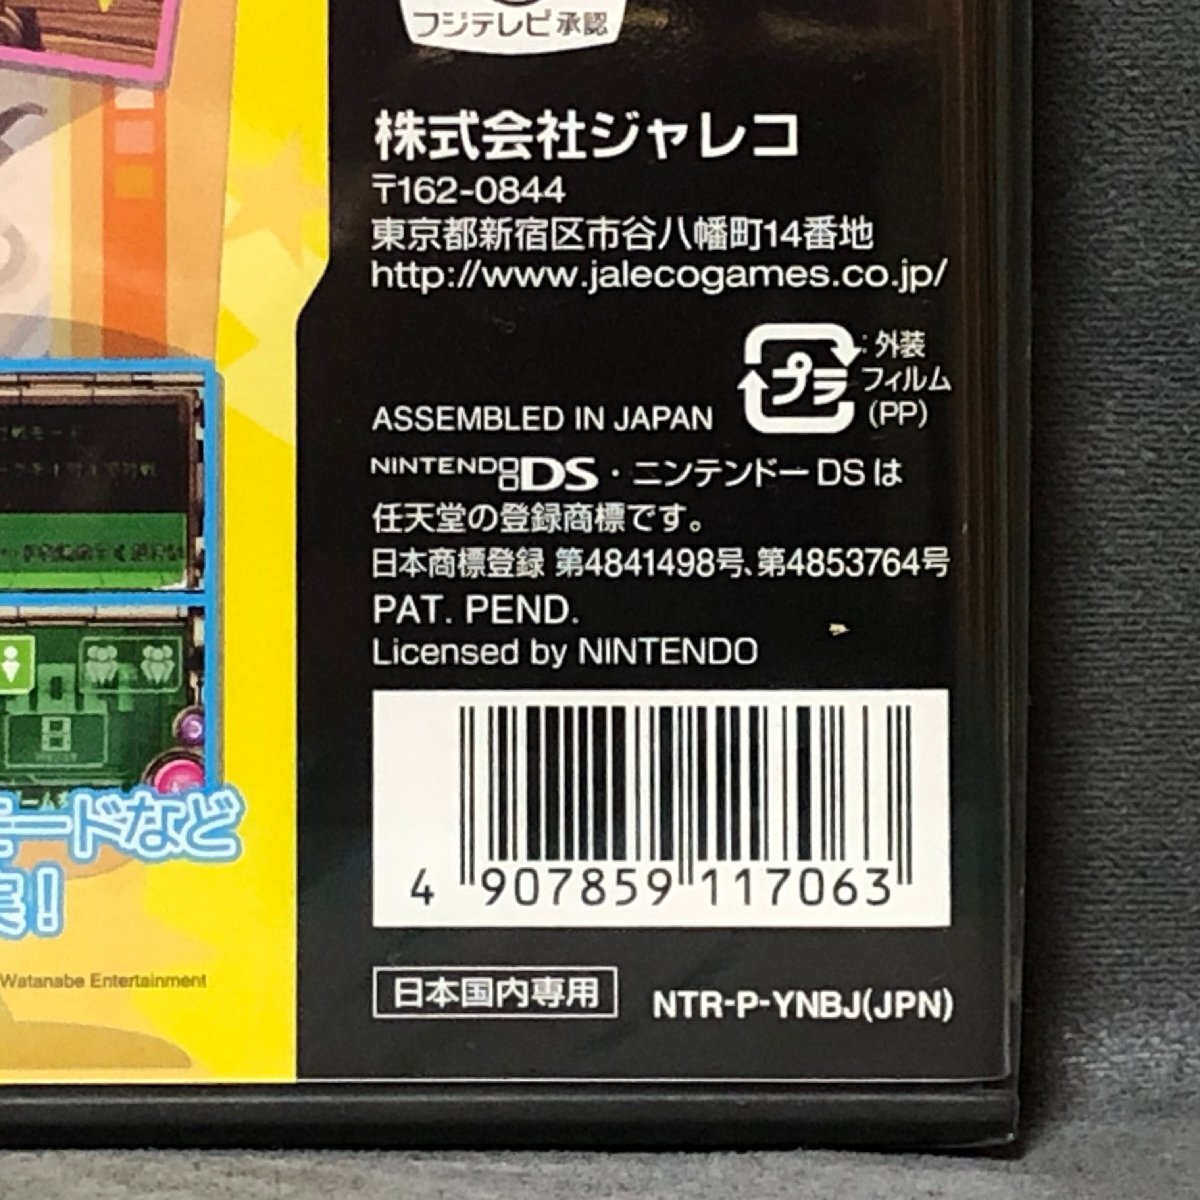 フジテレビ承認
株式会社ジャレコ
〒162-0844
東京都新宿区市谷八幡町14番地
http://www.jalecogames.co.jp/
プラ
:外装
フィルム
(PP)
ASSEMBLED IN JAPAN
NINTENDO DS・ニンテンドーDSは
任天堂の登録商標です。
日本商標登録 第4841498号、第4853764号
PAT. PEND.
Licensed by NINTENDO
4 907859 117063
日本国内専用
NTR-P-YNBJ(JPN)
モードなど
実!
Watanabe Entertainment